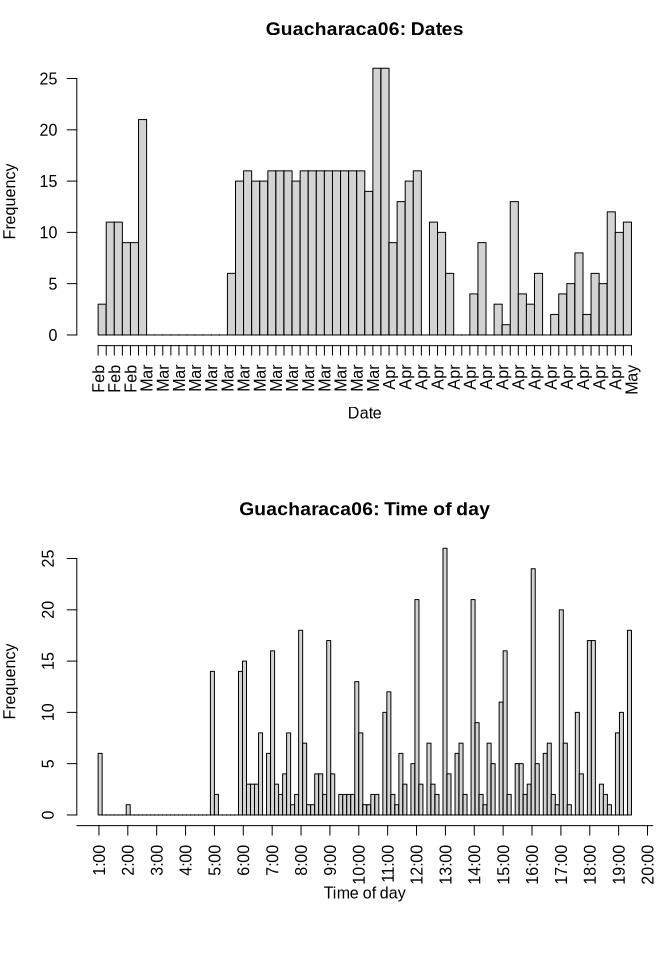 Guacharaca06: Dates
25
20
15
10
5
0
Frequency
Feb Feb Feb Mar Mar Mar Mar Mar Mar Mar Mar Mar Mar Mar Mar Mar Mar Mar Apr Apr Apr Apr Apr Apr Apr Apr Apr Apr Apr Apr Apr Apr Apr May
Date
Guacharaca06: Time of day
25
20
15
10
5
0
Frequency
1:00 2:00 3:00 4:00 5:00 6:00 7:00 8:00 9:00 10:00 11:00 12:00 13:00 14:00 15:00 16:00 17:00 18:00 19:00 20:00
Time of day